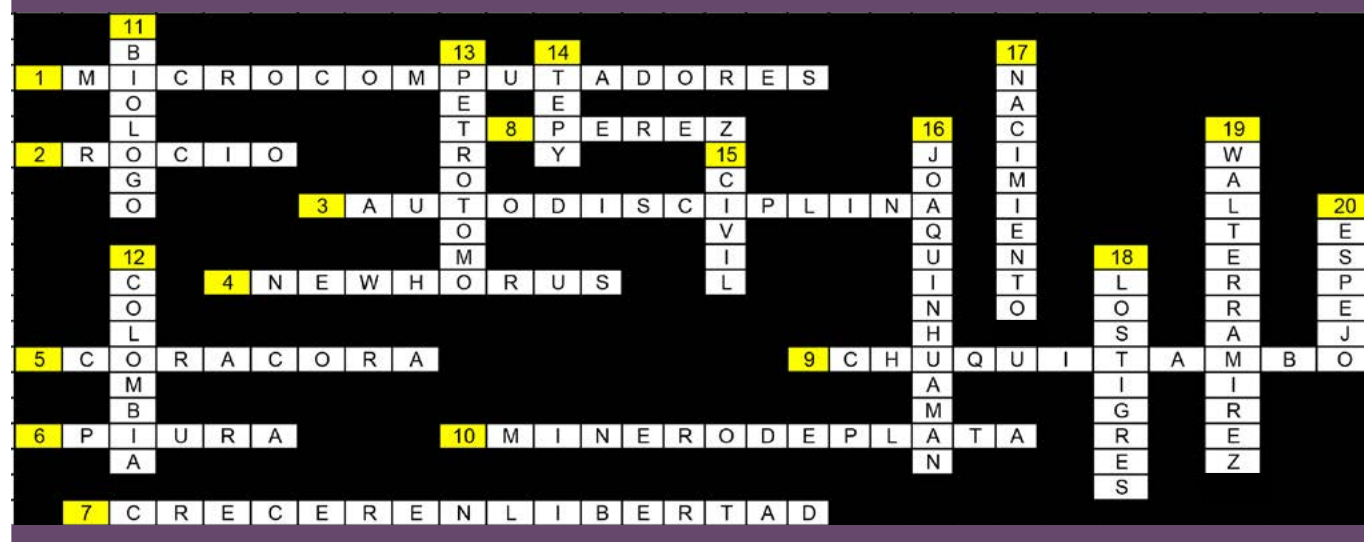 1 MICROCOMPUTADORES
2 ROCIO
3 AUTODISCIPLINA
4 NEWHORUS
5 CORACORA
6 PIURA
7 CRECERENLIBERTAD
8 PEREZ
9 CHUQUITAMBO
10 MINERODEPLATA
11 BIOLOGO
12 COLOMBIA
13 PETROTOMO
14 TEPY
15 CIVIL
16 JOAQUINHUAMAN
17 NACIMIENTO
18 LOSTIGRES
19 WALTERRAMIREZ
20 ESPEJO